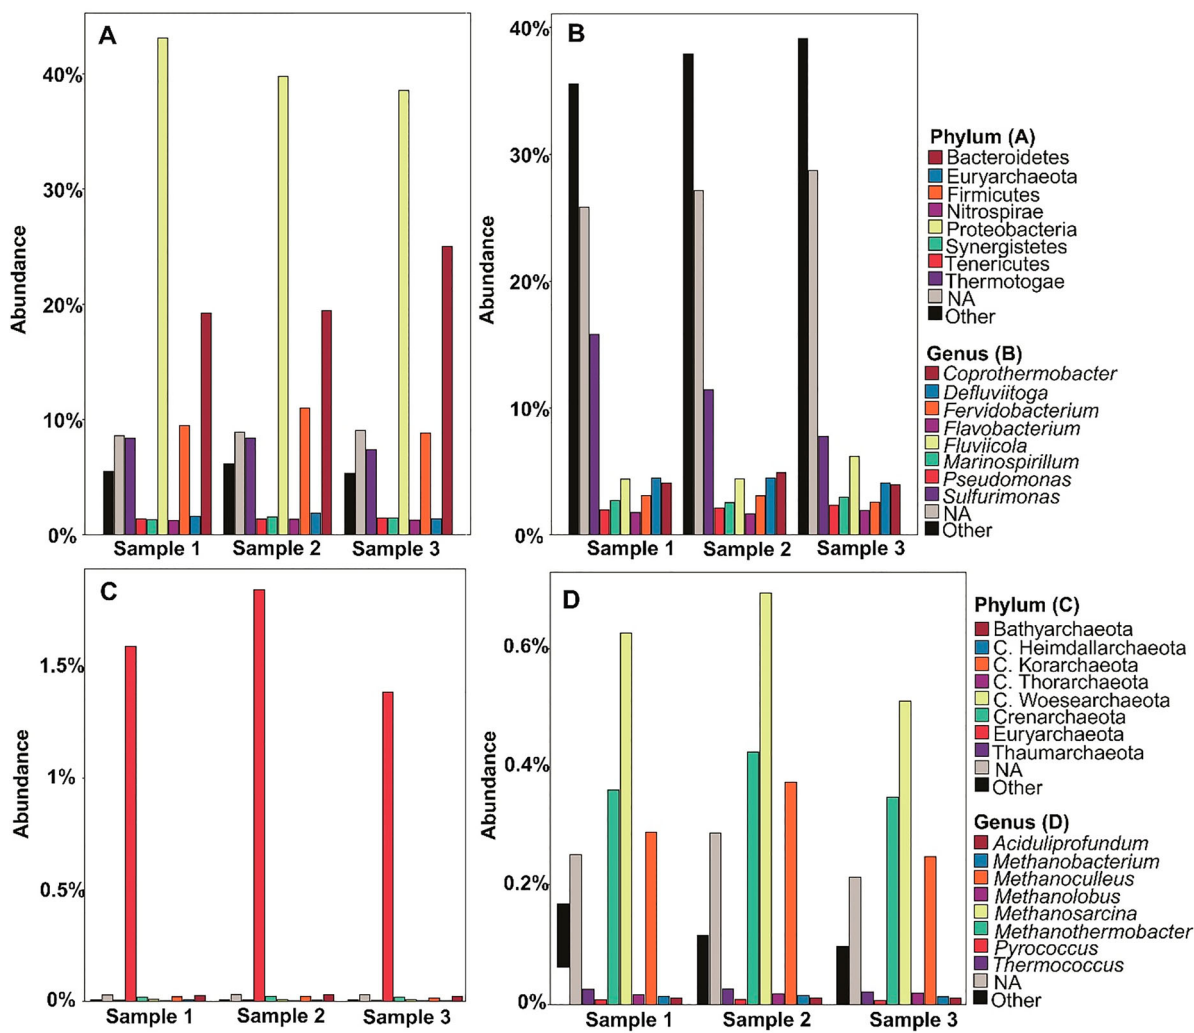 A
40%
30%
20%
10%
0%
Abundance
Sample 1
Sample 2
Sample 3
B
40%
30%
20%
10%
0%
Abundance
Sample 1
Sample 2
Sample 3
Phylum (A)
Bacteroidetes
Euryarchaeota
Firmicutes
Nitrospirae
Proteobacteria
Synergistetes
Tenericutes
Thermotogae
NA
Other
Genus (B)
Coprothermobacter
Defluviitoga
Fervidobacterium
Flavobacterium
Fluviicola
Marinospirillum
Pseudomonas
Sulfurimonas
NA
Other
C
1.5%
1%
0.5%
0%
Abundance
Sample 1
Sample 2
Sample 3
D
0.6%
0.4%
0.2%
0%
Abundance
Sample 1
Sample 2
Sample 3
Phylum (C)
Bathyarchaeota
C. Heimdallarchaeota
C. Korarchaeota
C. Thorarchaeota
C. Woesearchaeota
Crenarchaeota
Euryarchaeota
Thaumarchaeota
NA
Other
Genus (D)
Aciduliprofundum
Methanobacterium
Methanoculleus
Methanolobus
Methanosarcina
Methanothermobacter
Pyrococcus
Thermococcus
NA
Other